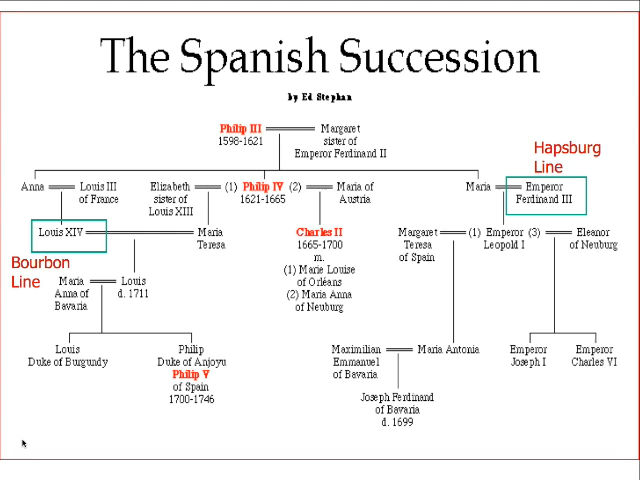 The Spanish Succession
by Ed Stephan
Philip III
1598-1621
Margaret
sister of
Emperor Ferdinand II
Hapsburg
Line
Anna
Louis III
of France
Elizabeth
sister of
Louis XIII
(1) Philip IV (2)
1621-1665
Maria of
Austria
Maria
Emperor
Ferdinand III
Louis XIV
Maria
Teresa
Charles II
1665-1700
m.
(1) Marie Louise
of Orléans
(2) Maria Anna
of Neuburg
Margaret
Teresa
of Spain
(1) Emperor (3)
Leopold I
Eleanor
of Neuburg
Bourbon
Line
Maria
Anna of
Bavaria
Louis
d. 1711
Louis
Duke of Burgundy
Philip
Duke of Anjoyu
Philip V
of Spain
1700-1746
Maximilian
Emmanuel
of Bavaria
Maria Antonia
Emperor
Joseph I
Emperor
Charles VI
Joseph Ferdinand
of Bavaria
d. 1699